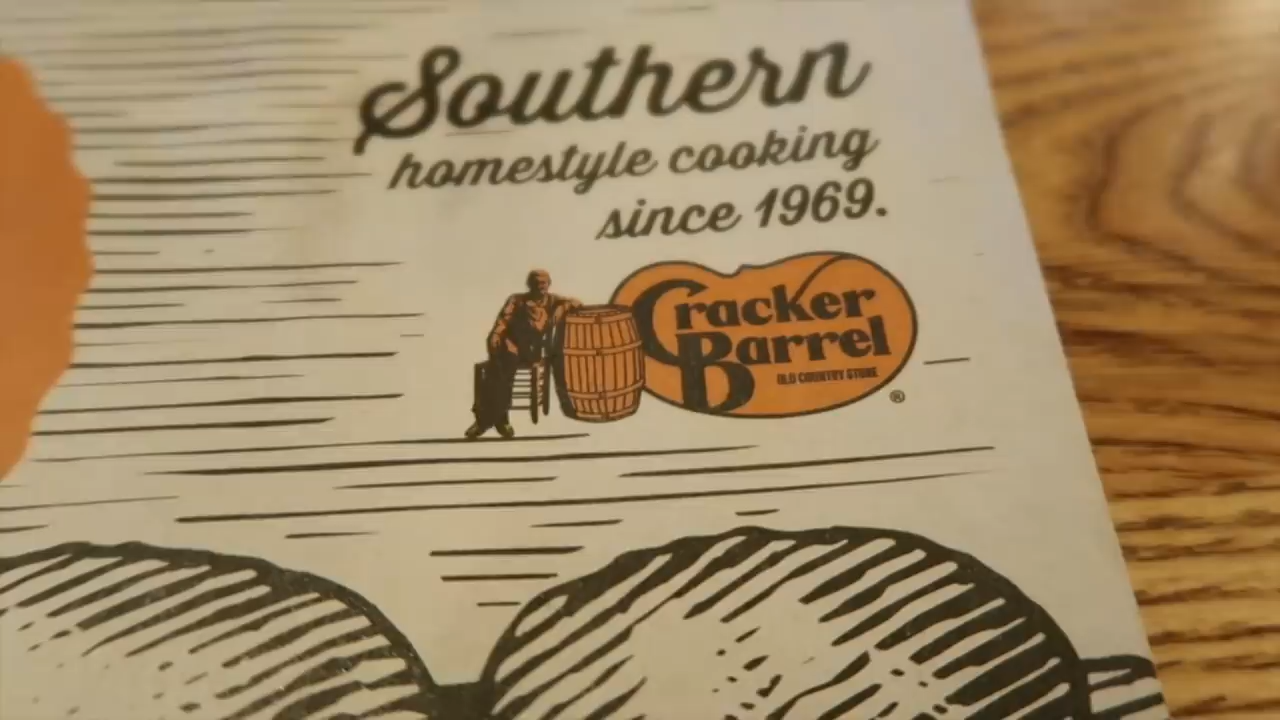 Southern
homestyle cooking
since 1969.
Cracker
Barrel
OLD COUNTRY STORE
®